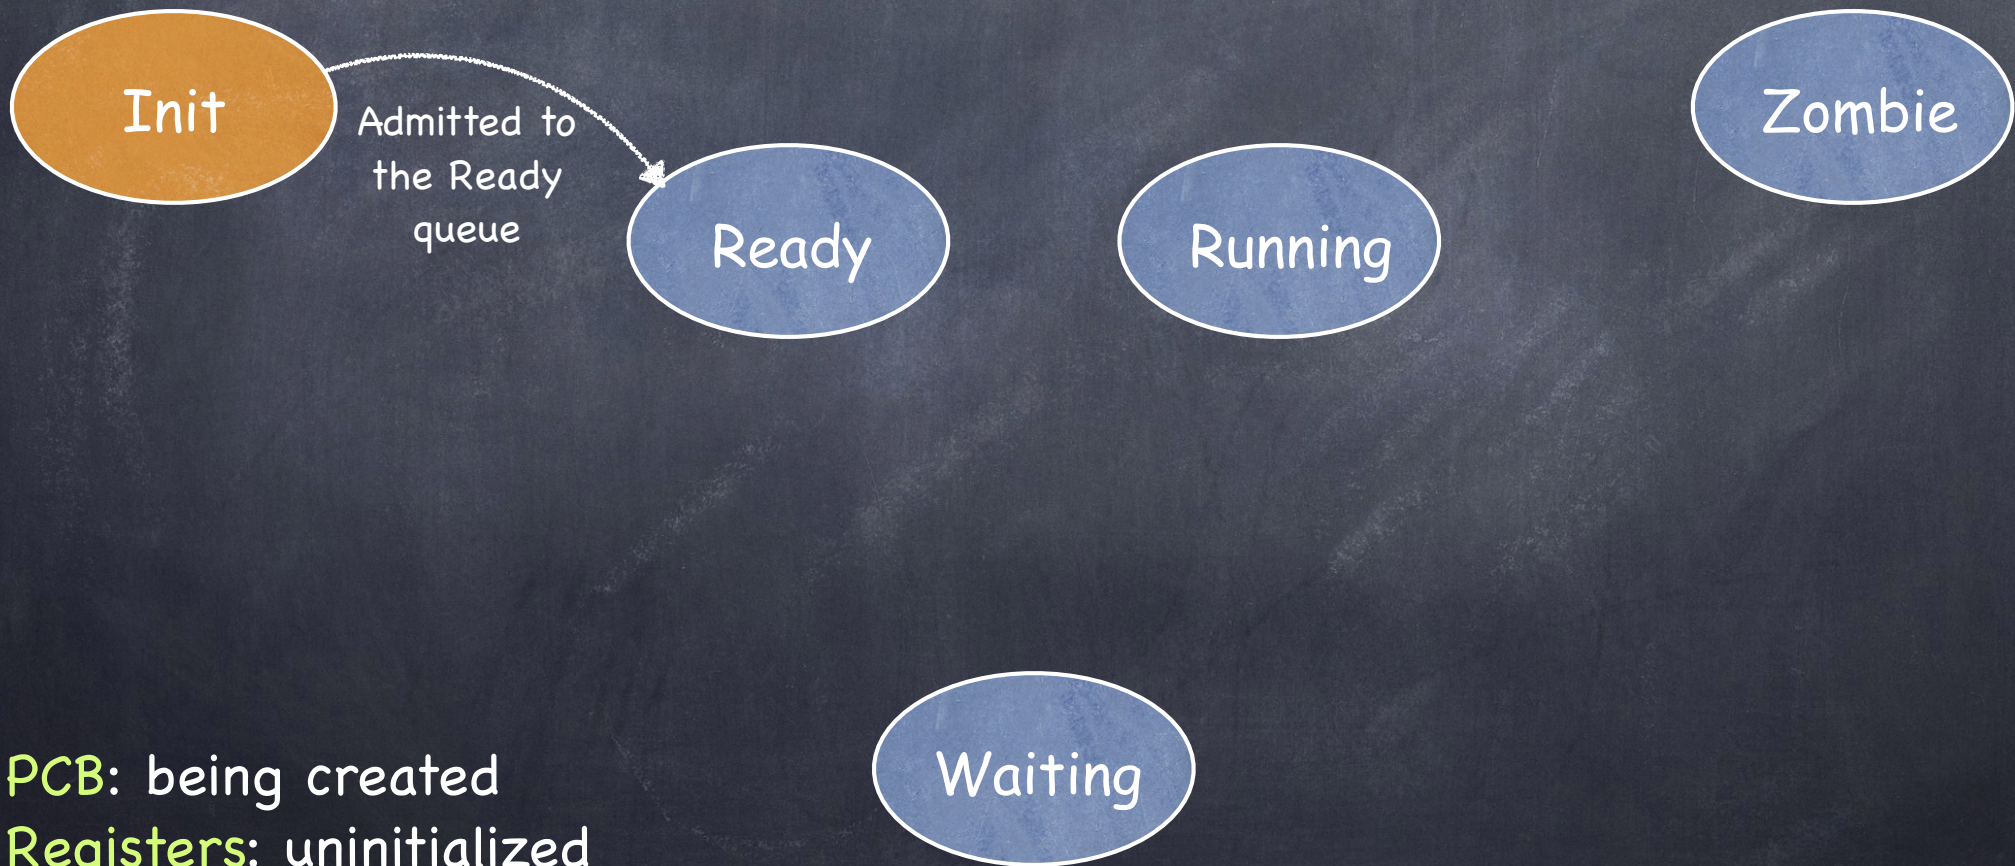 Init
Zombie
Admitted to
the Ready
queue
Ready
Running
Waiting
PCB: being created
Registers: uninitialized